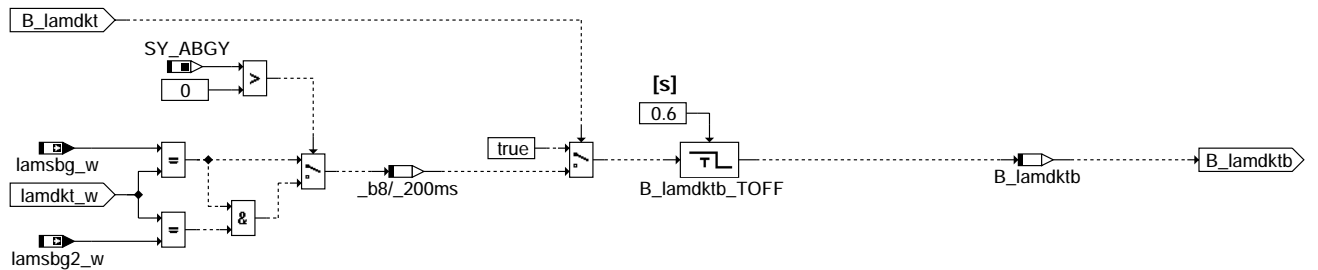 B_lamdkt
SY_ABGY
0
>
[s]
0.6
true
lamsbg_w
=
lamdkt_w
_b8/_200ms
T
B_lamdktb_TOFF
B_lamdktb
B_lamdktb
&
=
lamsbg2_w